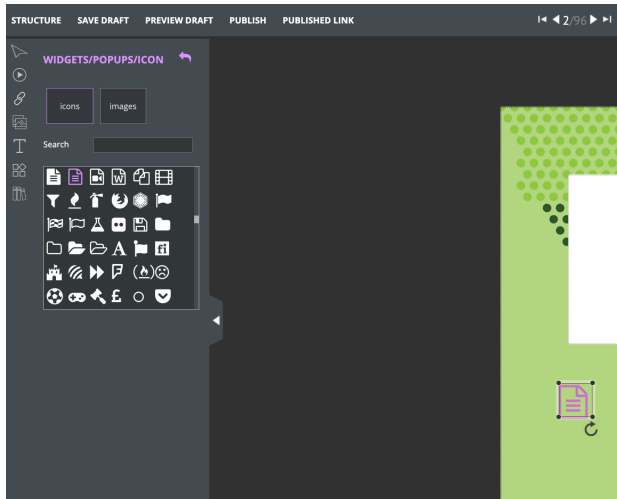 STRUCTURE SAVE DRAFT PREVIEW DRAFT PUBLISH PUBLISHED LINK 2/96
WIDGETS/POPUPS/ICON
icons images
Search